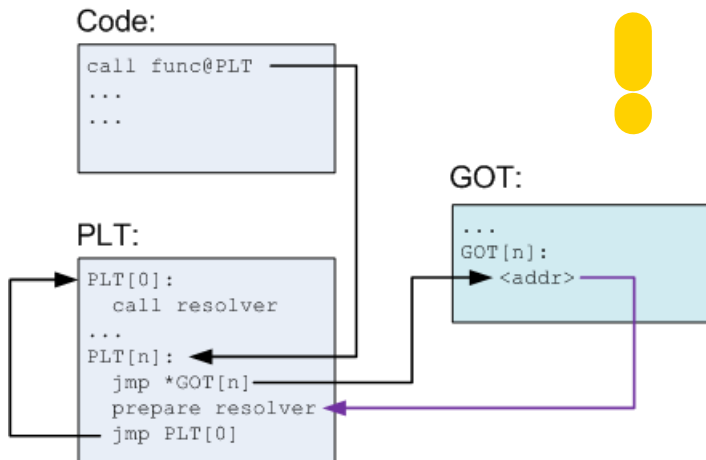 Code:
call func@PLT
...
...
GOT:
...
GOT[n]:
<addr>
PLT:
PLT[0]:
call resolver
...
PLT[n]:
jmp *GOT[n]
prepare resolver
jmp PLT[0]